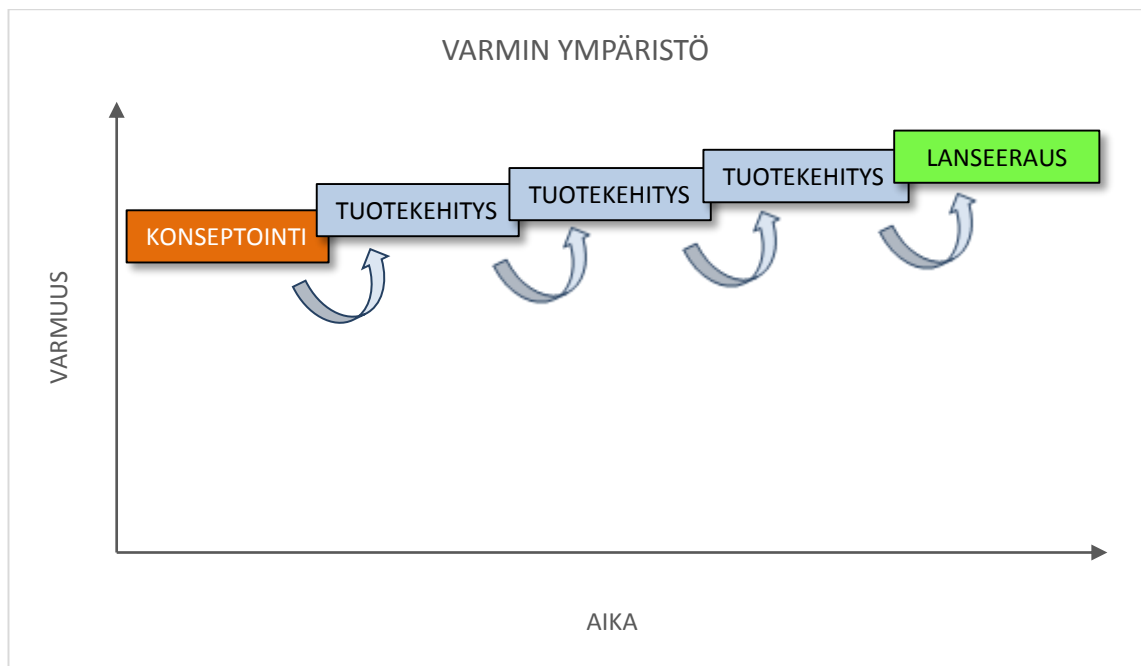 VARMIN YMPÄRISTÖ
LANSEERAUS
TUOTEKEHITYS
TUOTEKEHITYS
TUOTEKEHITYS
KONSEPTOINTI
VARMUUS
AIKA